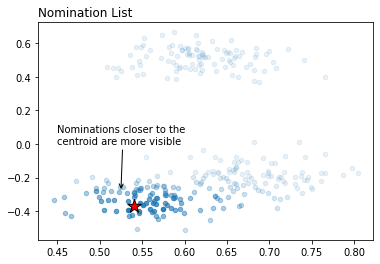 Nomination List
0.6
0.4
0.2
0.0
−0.2
−0.4
Nominations closer to the
centroid are more visible
0.45 0.50 0.55 0.60 0.65 0.70 0.75 0.80